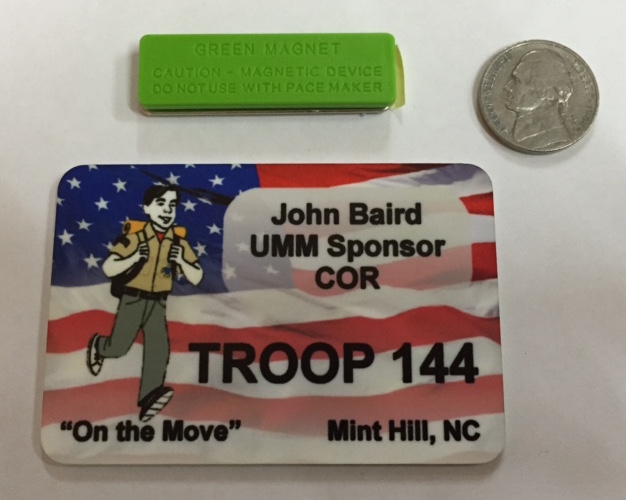 GREEN MAGNET
CAUTION - MAGNETIC DEVICE
DO NOT USE WITH PACE MAKER
John Baird
UMM Sponsor
COR
TROOP 144
“On the Move”
Mint Hill, NC